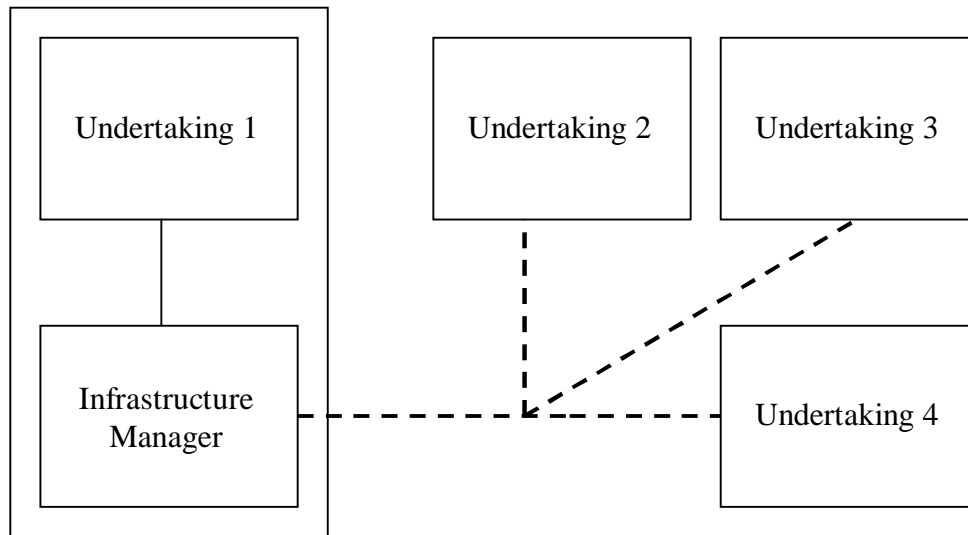 Undertaking 1
Undertaking 2
Undertaking 3
Infrastructure
Manager
Undertaking 4